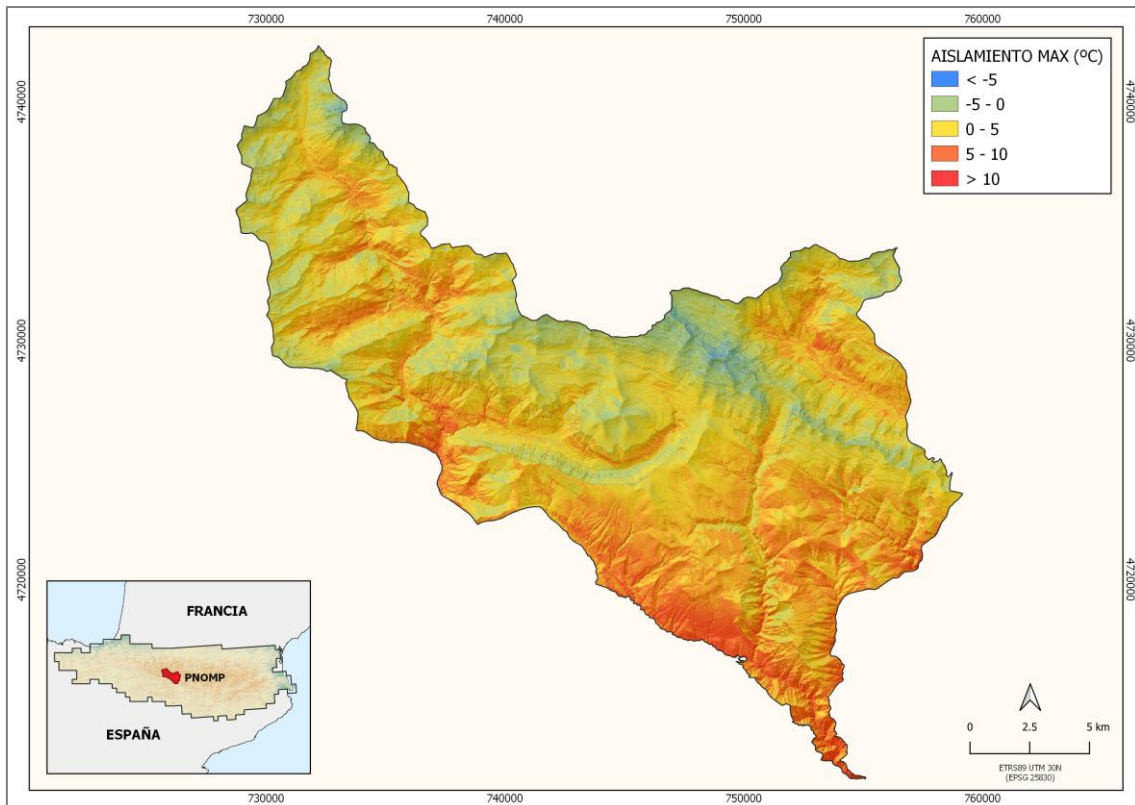 730000
740000
750000
760000
4740000
4740000
AISLAMIENTO MAX (ºC)
< -5
-5 - 0
0 - 5
5 - 10
> 10
4730000
4730000
4720000
4720000
FRANCIA
PNOMP
ESPAÑA
0
2.5
5 km
ETRS89 UTM 30N
(EPSG 25830)
730000
740000
750000
760000